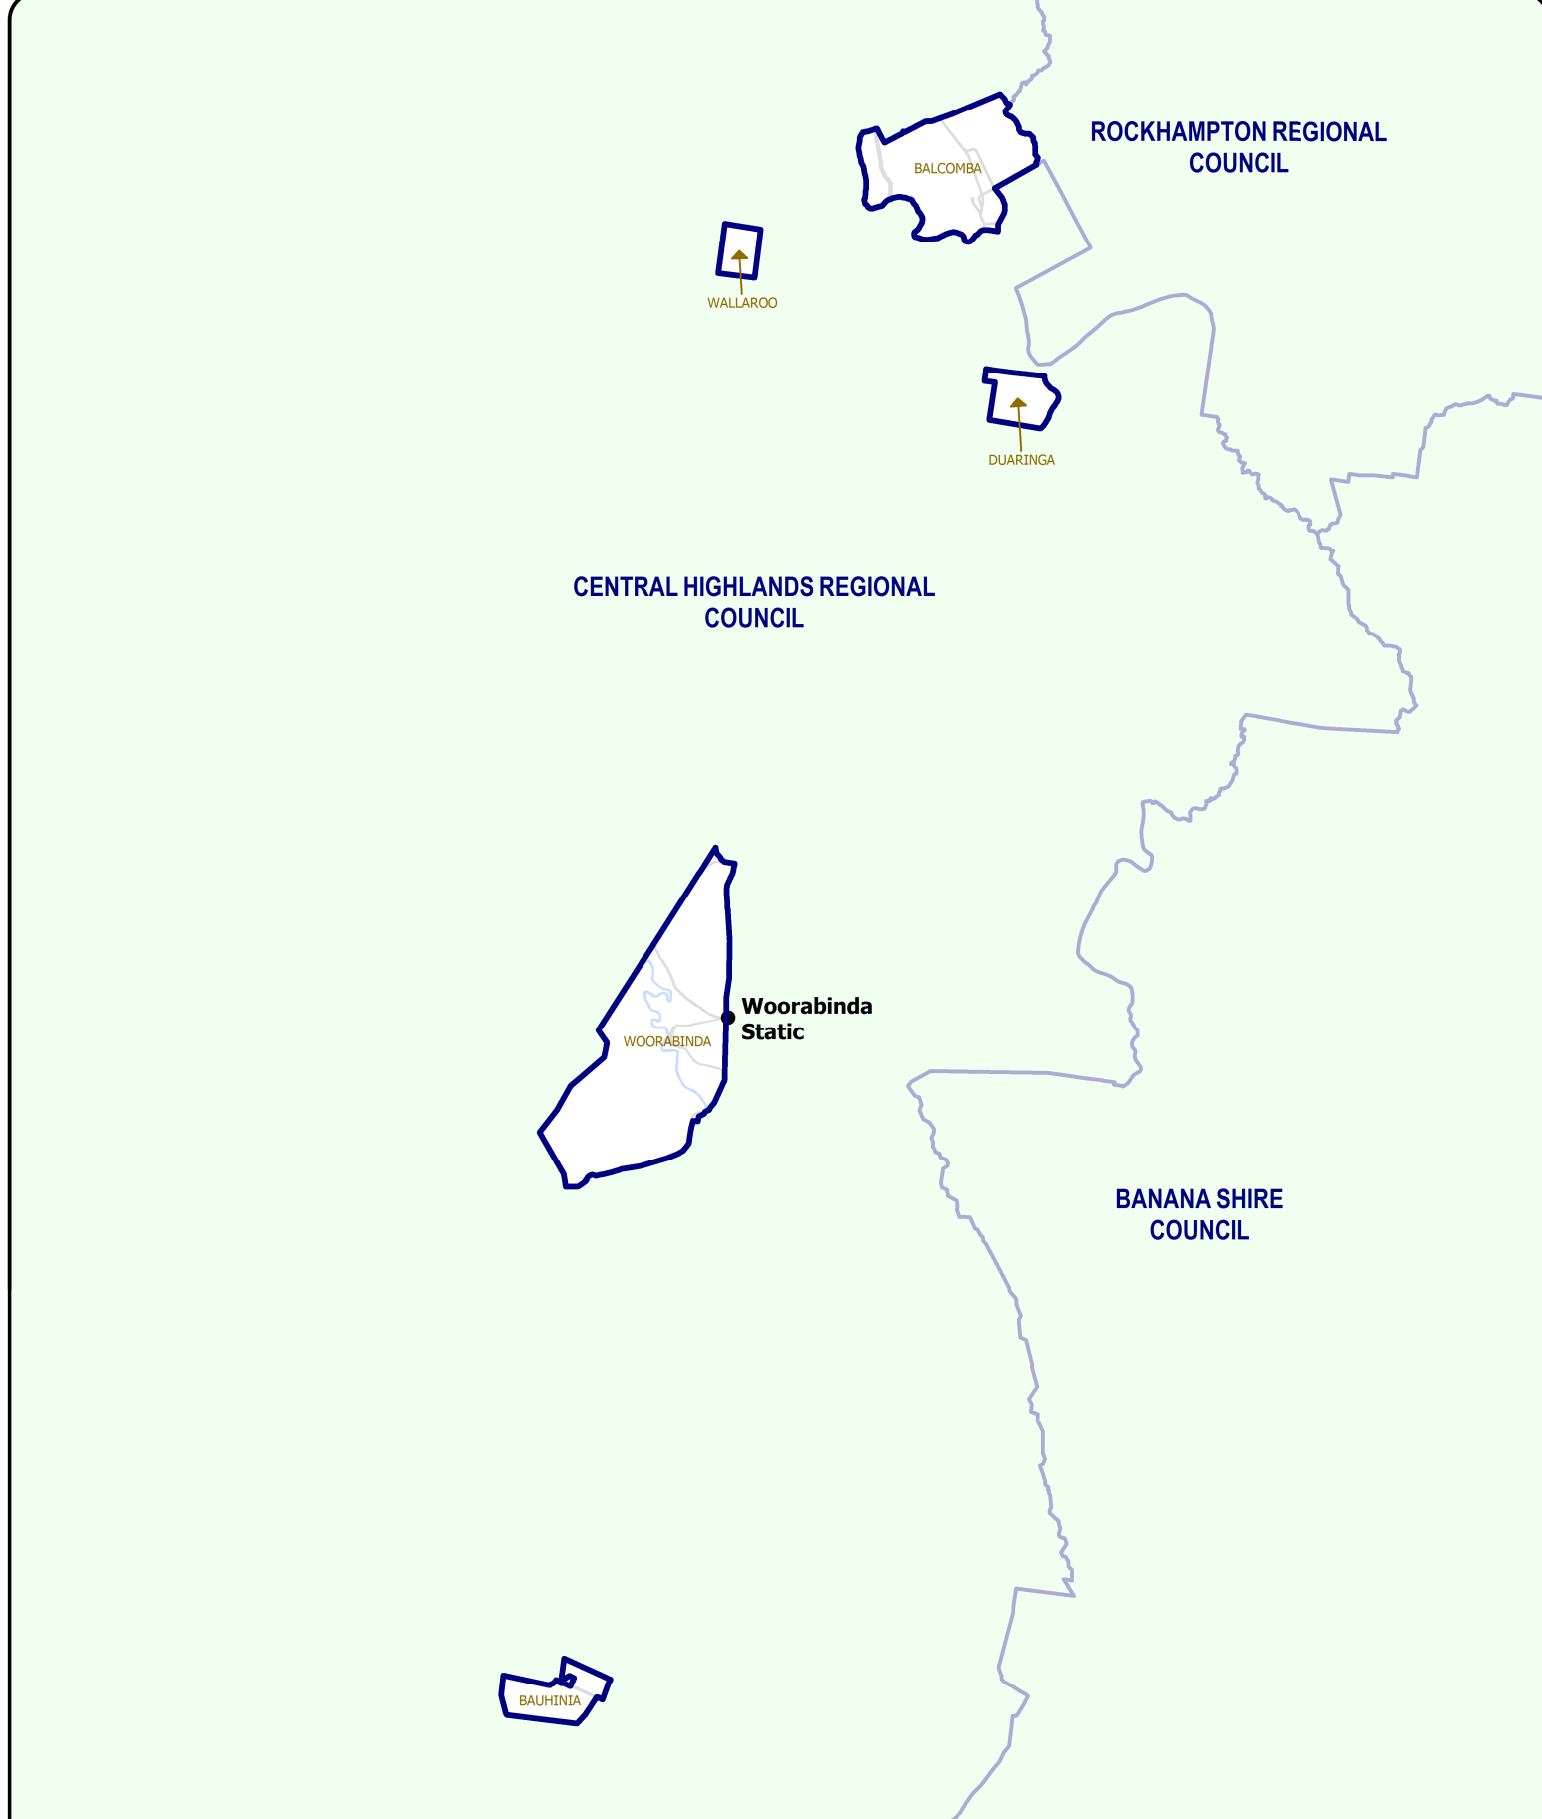 ROCKHAMPTON REGIONAL
COUNCIL
BALCOMBA
WALLAROO
DUARINGA
CENTRAL HIGHLANDS REGIONAL
COUNCIL
Woorabinda
Static
WOORABINDA
BANANA SHIRE
COUNCIL
BAUHINIA